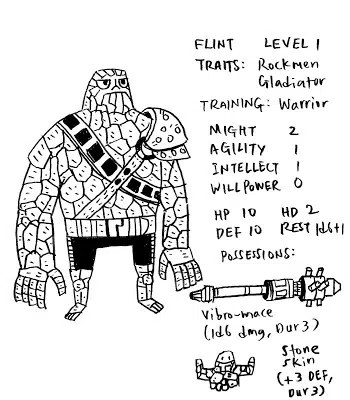 FLINT LEVEL 1
TRAITS: Rockmen
Gladiator
TRAINING: Warrior
MIGHT 2
AGILITY 1
INTELLECT 1
WILLPOWER 0
HP 10 HD 2
DEF 10 REST 1d6+1
POSSESSIONS:
Vibro-mace
(1d6 dmg, Dur 3)
Stone
skin
(+3 DEF,
Dur 3)